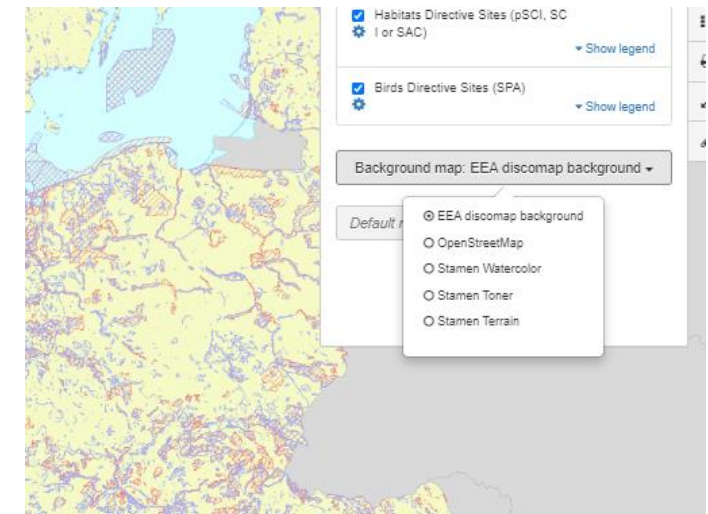 Habitats Directive Sites (pSCI, SC
I or SAC)
Show legend
Birds Directive Sites (SPA)
Show legend
Background map: EEA discomap background
EEA discomap background
Default
OpenStreetMap
Stamen Watercolor
Stamen Toner
Stamen Terrain